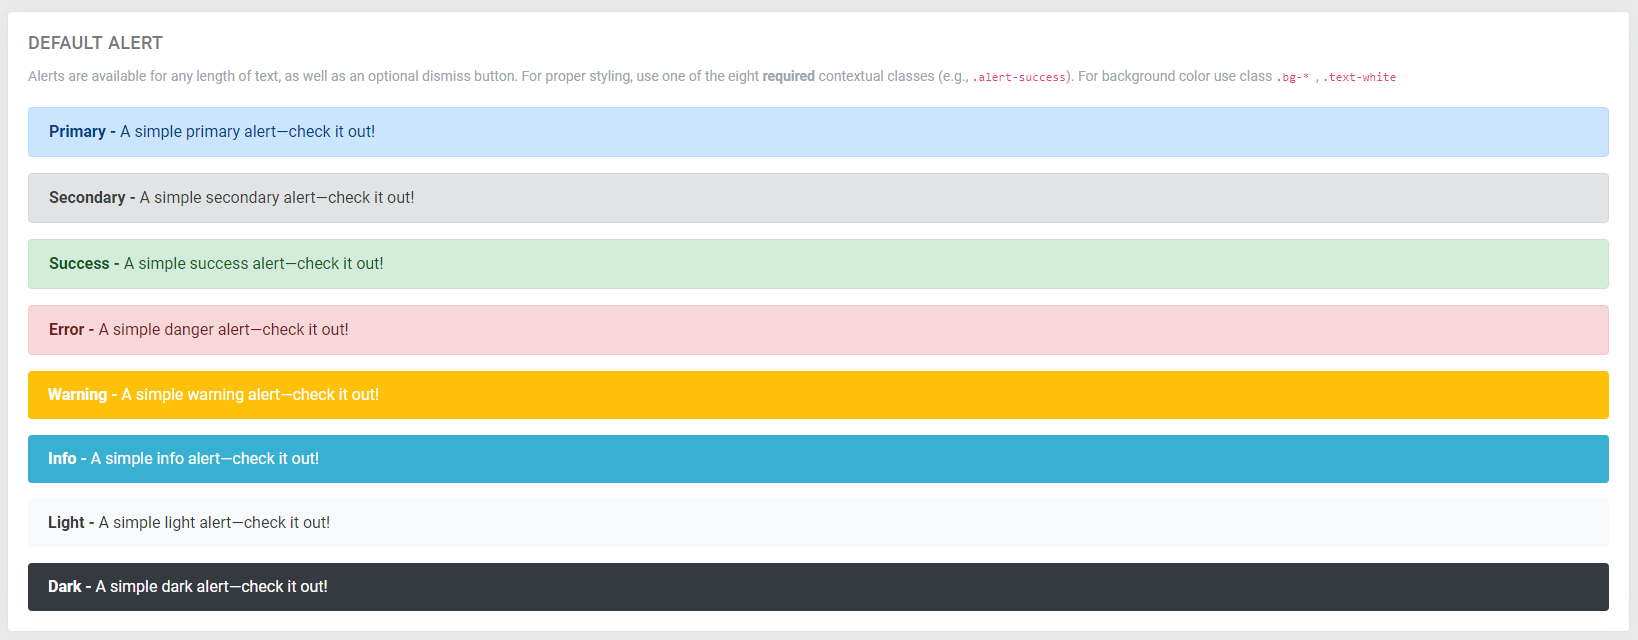 DEFAULT ALERT
Alerts are available for any length of text, as well as an optional dismiss button. For proper styling, use one of the eight required contextual classes (e.g., .alert-success). For background color use class .bg-* , .text-white
Primary - A simple primary alert—check it out!
Secondary - A simple secondary alert—check it out!
Success - A simple success alert—check it out!
Error - A simple danger alert—check it out!
Warning - A simple warning alert—check it out!
Info - A simple info alert—check it out!
Light - A simple light alert—check it out!
Dark - A simple dark alert—check it out!